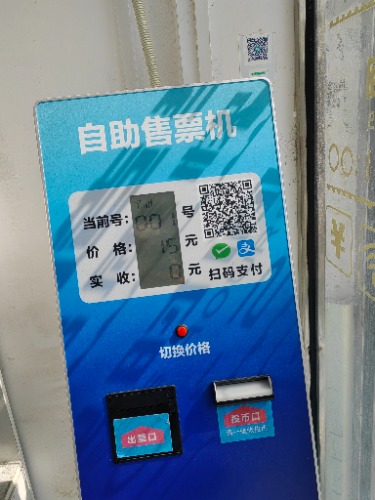 自助售票机
当前号: 001 号
价 格: 15 元
实 收: 0 元
扫码支付
切换价格
出票口
投币口